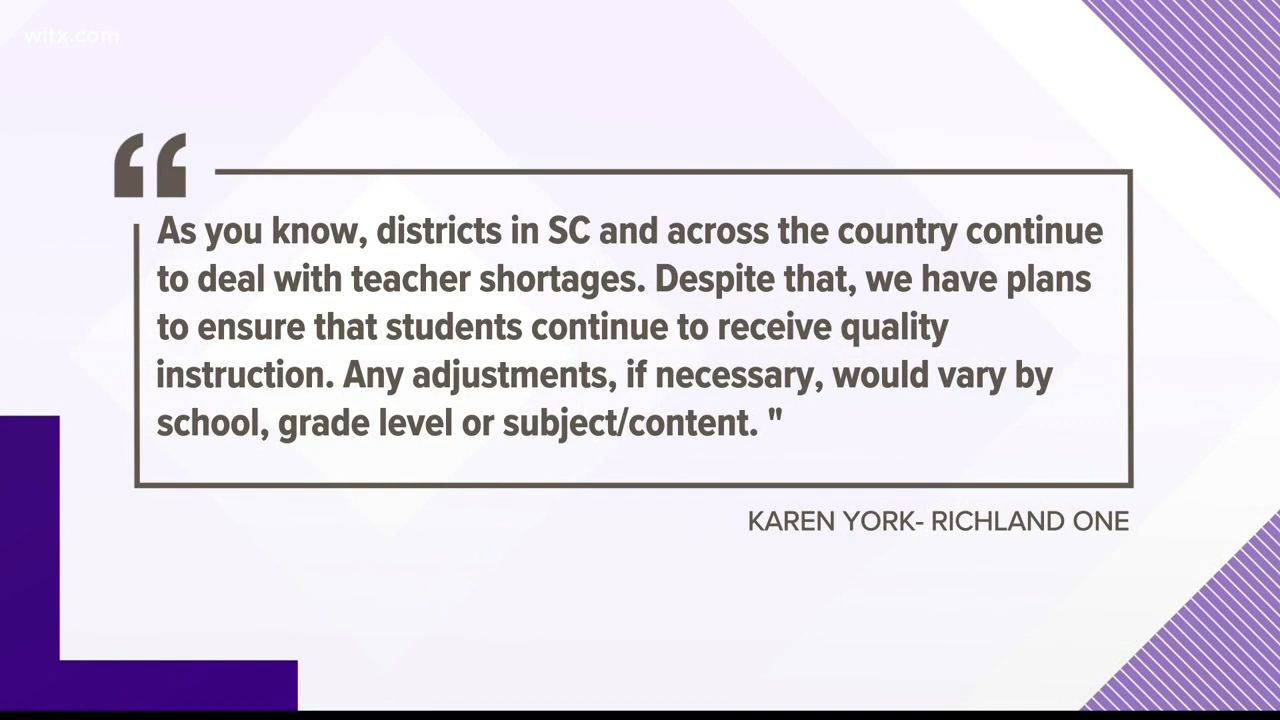 wltx.com
“
As you know, districts in SC and across the country continue
to deal with teacher shortages. Despite that, we have plans
to ensure that students continue to receive quality
instruction. Any adjustments, if necessary, would vary by
school, grade level or subject/content. "
KAREN YORK- RICHLAND ONE